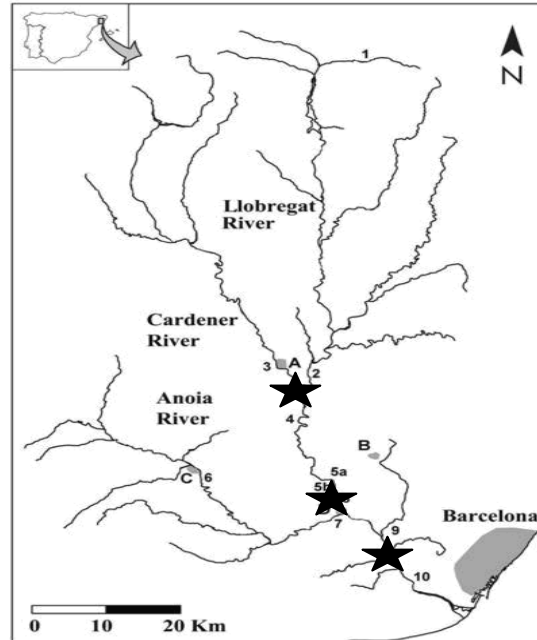 1
N
Llobregat
River
Cardener
River
3
A
2
Anoia
River
4
B
5a
C
6
5b
7
9
Barcelona
10
0 10 20 Km